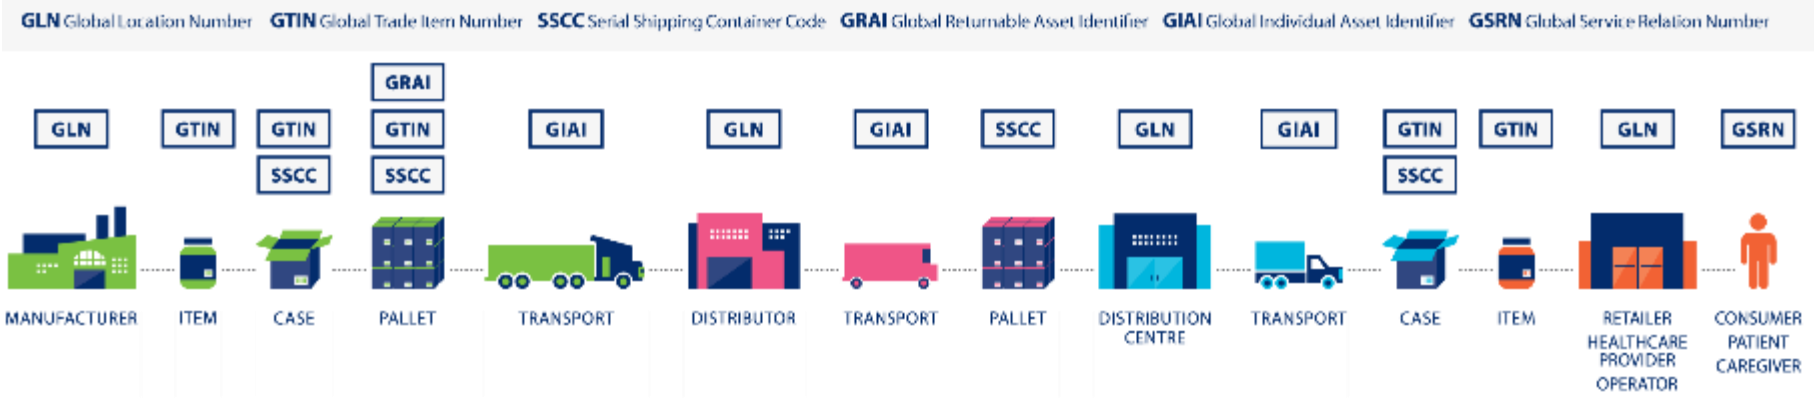 GLN Global Location Number GTIN Global Trade Item Number SSCC Serial Shipping Container Code GRAI Global Returnable Asset Identifier GIAI Global Individual Asset Identifier GSRN Global Service Relation Number
GRAI
GLN GTIN GTIN GTIN GIAI GLN GIAI SSCC GLN GIAI GTIN GTIN GLN GSRN
SSCC SSCC SSCC
MANUFACTURER ITEM CASE PALLET TRANSPORT DISTRIBUTOR TRANSPORT PALLET DISTRIBUTION TRANSPORT CASE ITEM RETAILER CONSUMER
CENTRE HEALTHCARE PATIENT
PROVIDER CAREGIVER
OPERATOR